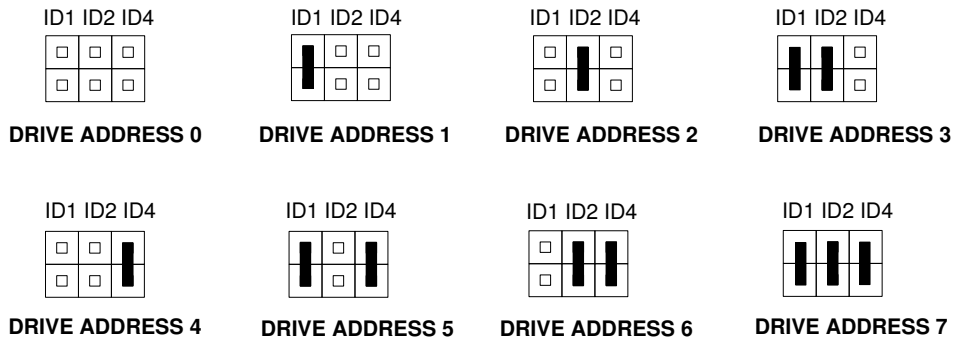 ID1 ID2 ID4
ID1 ID2 ID4
ID1 ID2 ID4
ID1 ID2 ID4
DRIVE ADDRESS 0
DRIVE ADDRESS 1
DRIVE ADDRESS 2
DRIVE ADDRESS 3
ID1 ID2 ID4
ID1 ID2 ID4
ID1 ID2 ID4
ID1 ID2 ID4
DRIVE ADDRESS 4
DRIVE ADDRESS 5
DRIVE ADDRESS 6
DRIVE ADDRESS 7